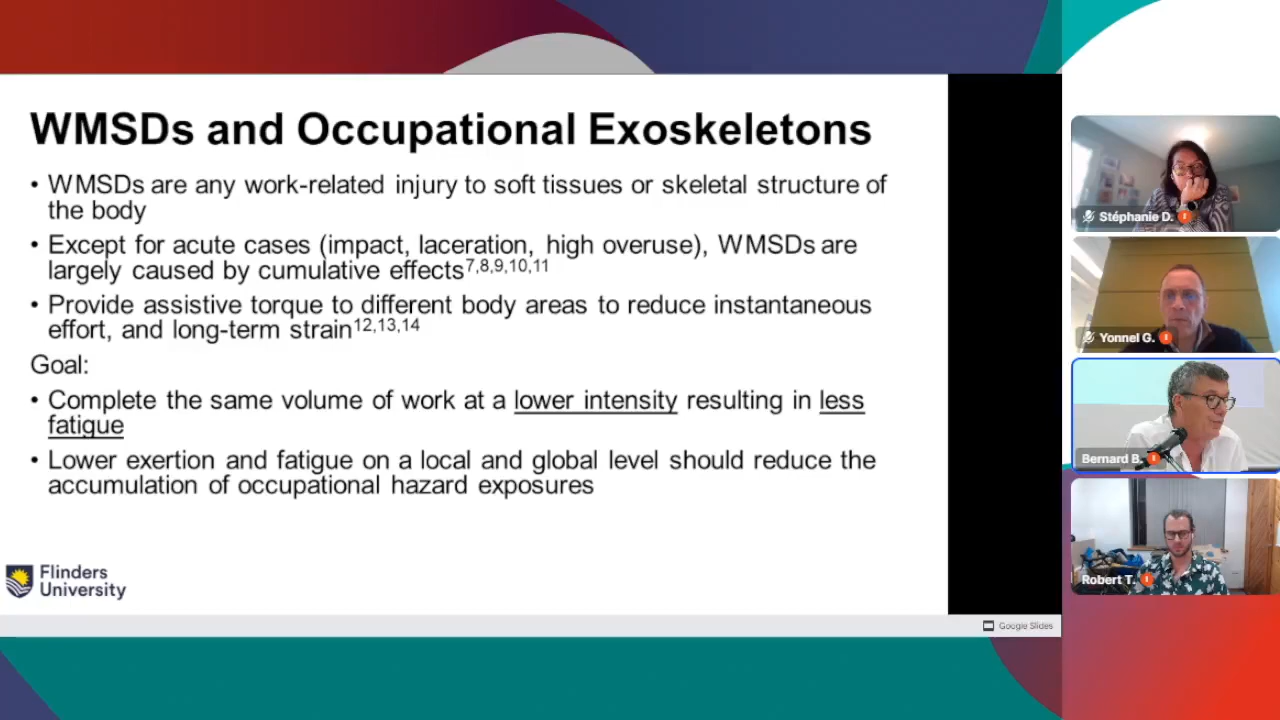 WMSDs and Occupational Exoskeletons
• WMSDs are any work-related injury to soft tissues or skeletal structure of
the body
• Except for acute cases (impact, laceration, high overuse), WMSDs are
largely caused by cumulative effects7,8,9,10,11
• Provide assistive torque to different body areas to reduce instantaneous
effort, and long-term strain12,13,14
Goal:
• Complete the same volume of work at a lower intensity resulting in less
fatigue
• Lower exertion and fatigue on a local and global level should reduce the
accumulation of occupational hazard exposures
Flinders
University
Google Slides
Stéphanie D.
Yonnel G.
Bernard B.
Robert T.